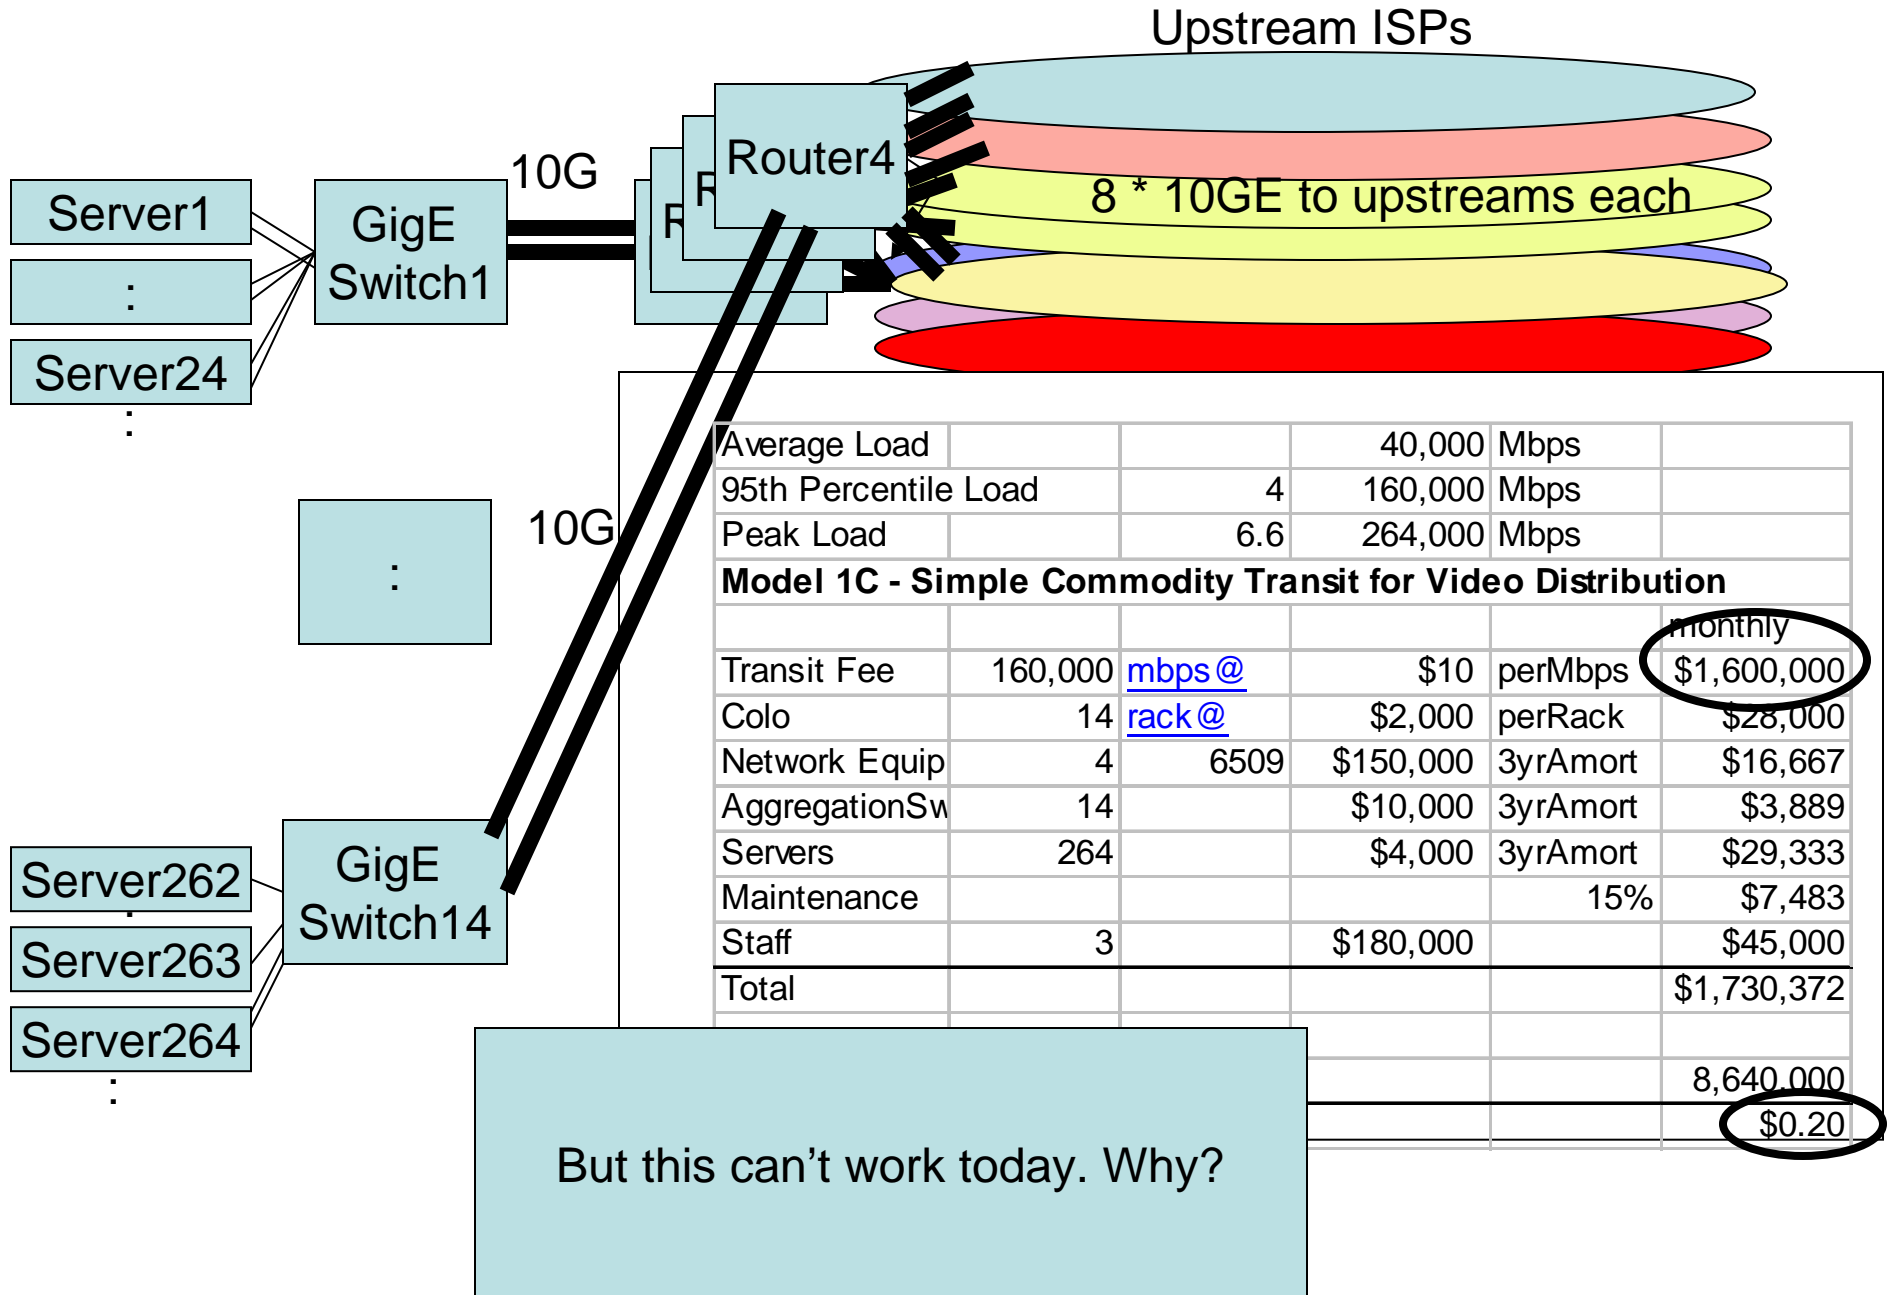 Upstream ISPs
Router4
R
R
10G
8 * 10GE to upstreams each
Server1
:
Server24
:
GigE
Switch1
10G
:
Average Load 40,000 Mbps
95th Percentile Load 4 160,000 Mbps
Peak Load 6.6 264,000 Mbps
Model 1C - Simple Commodity Transit for Video Distribution
monthly
Transit Fee 160,000 mbps@ $10 perMbps $1,600,000
Colo 14 rack@ $2,000 perRack $28,000
Network Equip 4 6509 $150,000 3yrAmort $16,667
AggregationSw 14 $10,000 3yrAmort $3,889
Servers 264 $4,000 3yrAmort $29,333
Maintenance 15% $7,483
Staff 3 $180,000 $45,000
Total $1,730,372
8,640,000
$0.20
GigE
Switch14
Server262
:
Server263
Server264
:
But this can’t work today. Why?